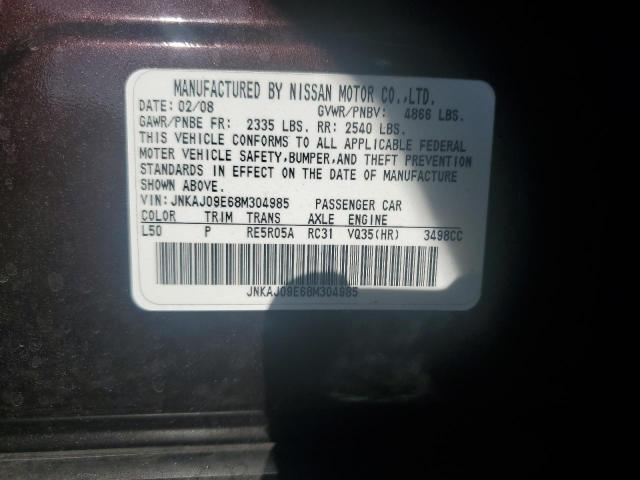 MANUFACTURED BY NISSAN MOTOR CO.,LTD.
DATE: 02/08 GVWR/PNBV: 4866 LBS.
GAWR/PNBE FR: 2335 LBS. RR: 2540 LBS.
THIS VEHICLE CONFORMS TO ALL APPLICABLE FEDERAL
MOTOR VEHICLE SAFETY,BUMPER,AND THEFT PREVENTION
STANDARDS IN EFFECT ON THE DATE OF MANUFACTURE
SHOWN ABOVE.
VIN: JNKAJ09E68M304985 PASSENGER CAR
COLOR TRIM TRANS AXLE ENGINE
L50 P RE5R05A RC31 VQ35(HR) 3498CC
JNKAJ09E68M304985